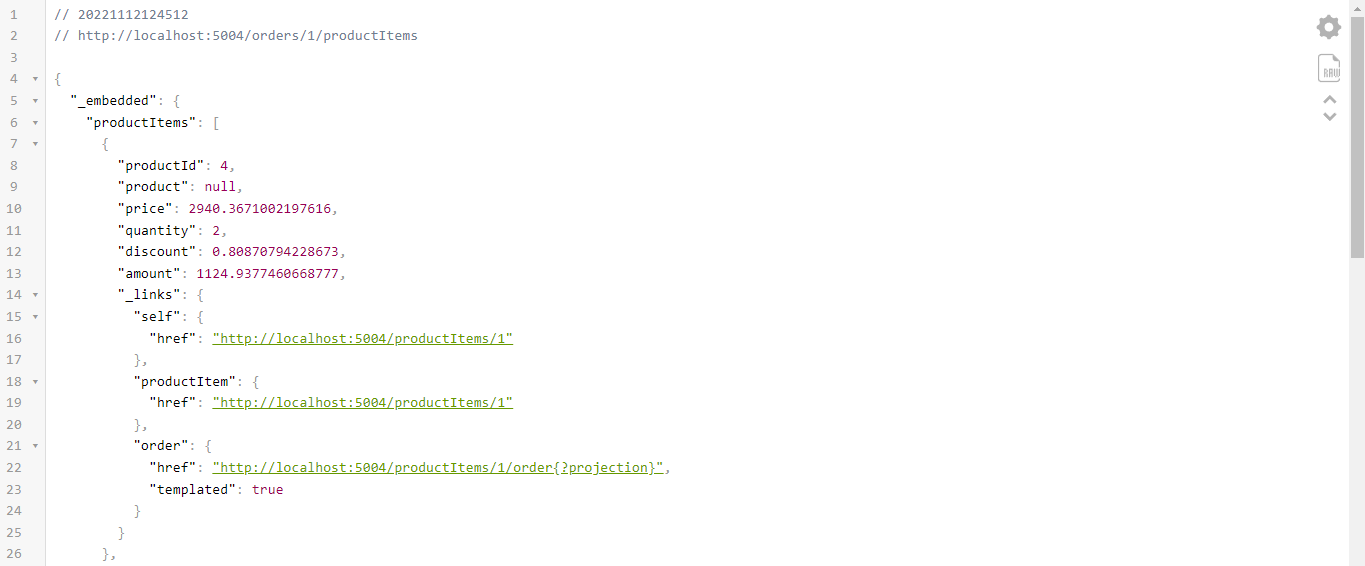 1 // 20221112124512
2 // http://localhost:5004/orders/1/productItems
3
4 {
5 "_embedded": {
6 "productItems": [
7 {
8 "productId": 4,
9 "product": null,
10 "price": 2940.3671002197616,
11 "quantity": 2,
12 "discount": 0.80870794228673,
13 "amount": 1124.9377460668777,
14 "_links": {
15 "self": {
16 "href": "http://localhost:5004/productItems/1"
17 },
18 "productItem": {
19 "href": "http://localhost:5004/productItems/1"
20 },
21 "order": {
22 "href": "http://localhost:5004/productItems/1/order{?projection}",
23 "templated": true
24 }
25 }
26 },
RAW